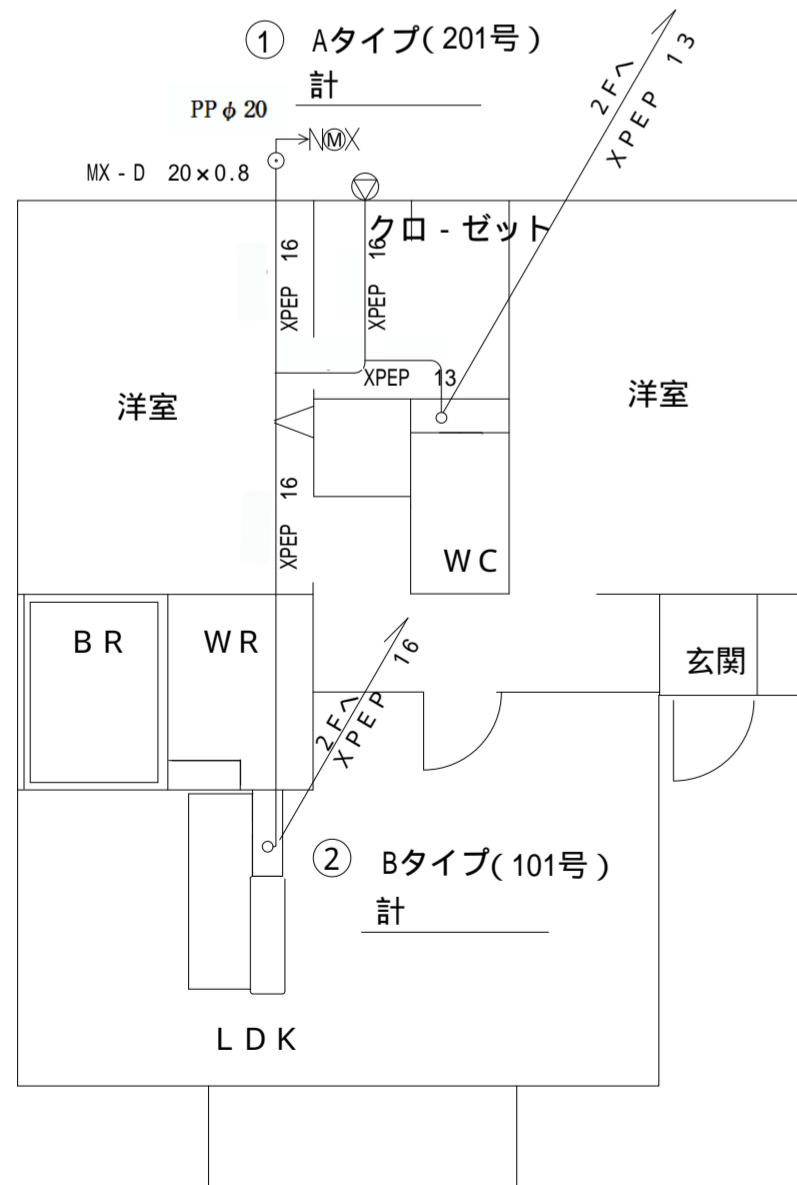 ① Aタイプ(201号)
計
PPφ20
N Ⓜ X
MX-D 20×0.8
2Fへ
XPEP 13
クロ-ゼット
XPEP 16
XPEP 16
XPEP 13
洋室
洋室
XPEP 16
WC
BR
WR
玄関
2Fへ
XPEP 16
② Bタイプ(101号)
計
LDK